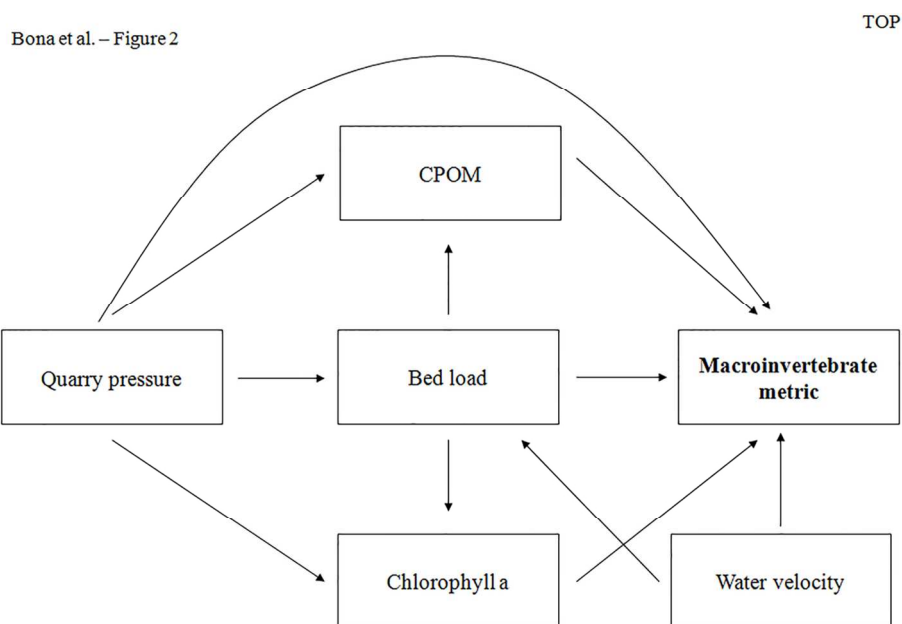 TOP
Bona et al. – Figure 2
CPOM
Quarry pressure
Bed load
Macroinvertebrate
metric
Chlorophyll a
Water velocity